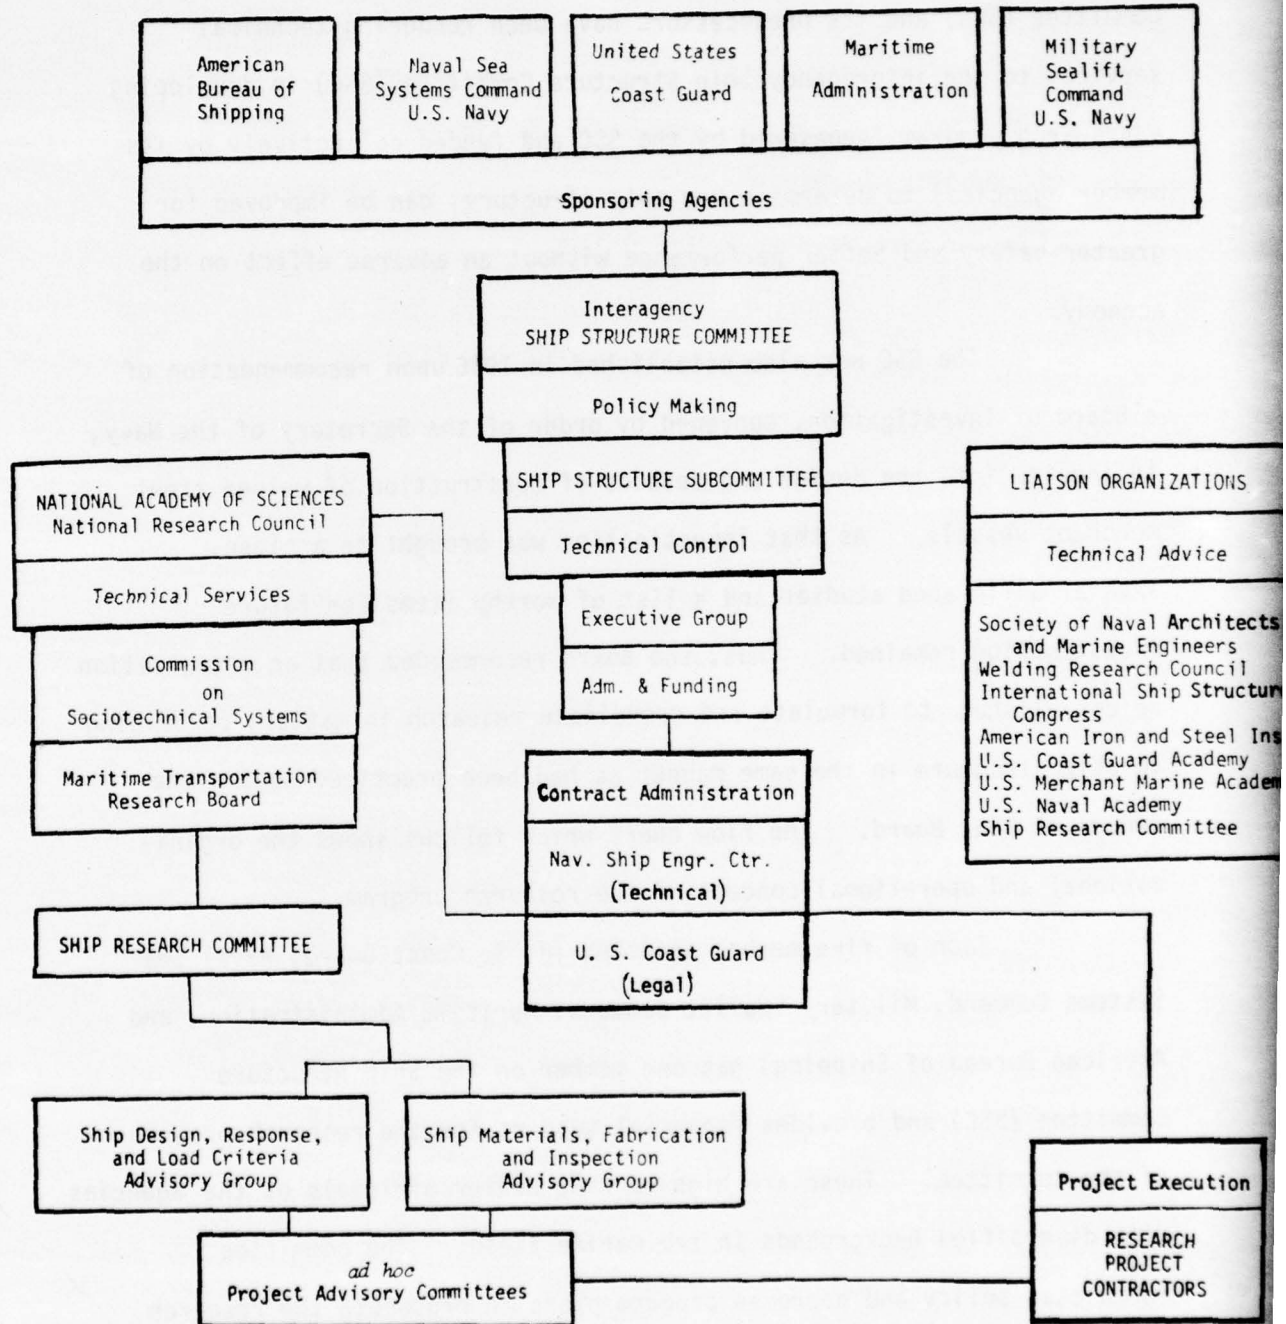 American
Bureau of
Shipping
Naval Sea
Systems Command
U.S. Navy
United States
Coast Guard
Maritime
Administration
Military
Sealift
Command
U.S. Navy
Sponsoring Agencies
Interagency
SHIP STRUCTURE COMMITTEE
Policy Making
SHIP STRUCTURE SUBCOMMITTEE
Technical Control
Executive Group
Adm. & Funding
Contract Administration
Nav. Ship Engr. Ctr.
(Technical)
U. S. Coast Guard
(Legal)
NATIONAL ACADEMY OF SCIENCES
National Research Council
Technical Services
Commission
on
Sociotechnical Systems
Maritime Transportation
Research Board
SHIP RESEARCH COMMITTEE
LIAISON ORGANIZATIONS
Technical Advice
Society of Naval Architects
and Marine Engineers
Welding Research Council
International Ship Structur
Congress
American Iron and Steel Ins
U.S. Coast Guard Academy
U.S. Merchant Marine Academ
U.S. Naval Academy
Ship Research Committee
Ship Design, Response,
and Load Criteria
Advisory Group
Ship Materials, Fabrication
and Inspection
Advisory Group
ad hoc
Project Advisory Committees
Project Execution
RESEARCH
PROJECT
CONTRACTORS